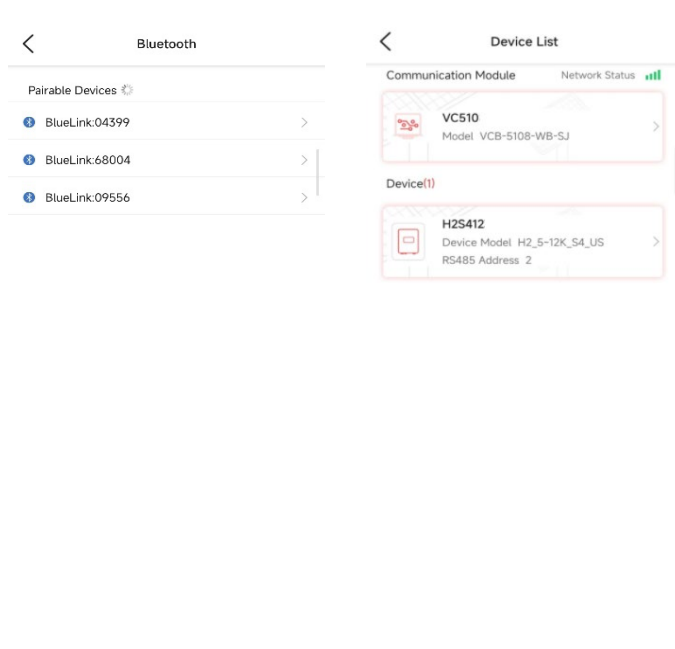 Bluetooth
Pairable Devices
BlueLink:04399
BlueLink:68004
BlueLink:09556
Device List
Communication Module Network Status
VC510
Model VCB-5108-WB-SJ
Device(1)
H2S412
Device Model H2_5-12K_S4_US
RS485 Address 2